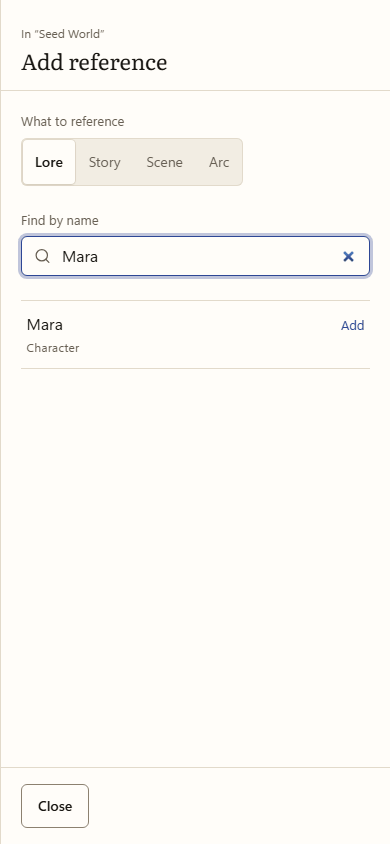 In “Seed World”
Add reference
What to reference
Lore Story Scene Arc
Find by name
Mara
Mara
Add
Character
Close